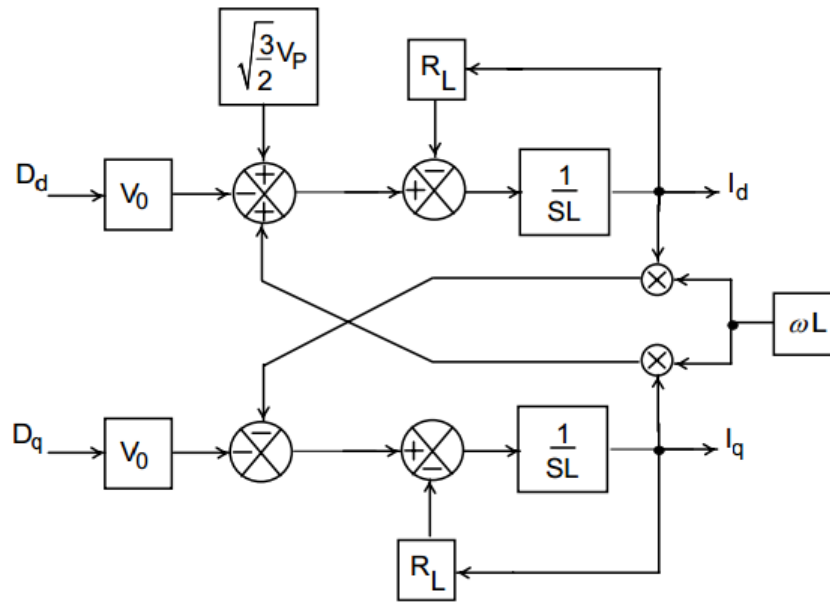 √3/2 V_P
R_L
D_d
V_0
+
−
+
+
−
1
SL
I_d
×
ωL
×
D_q
V_0
−
−
+
−
1
SL
I_q
R_L